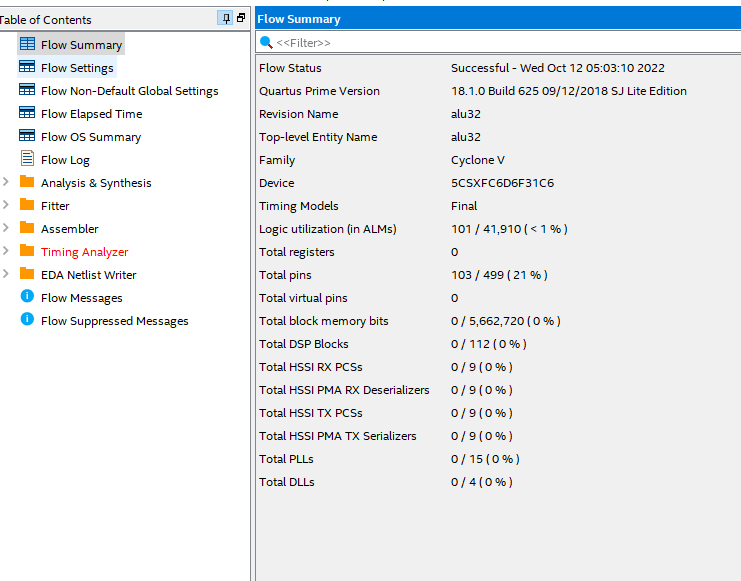 Table of Contents
Flow Summary
Flow Settings
Flow Non-Default Global Settings
Flow Elapsed Time
Flow OS Summary
Flow Log
Analysis & Synthesis
Fitter
Assembler
Timing Analyzer
EDA Netlist Writer
Flow Messages
Flow Suppressed Messages
Flow Summary
<<Filter>>
Flow Status Successful - Wed Oct 12 05:03:10 2022
Quartus Prime Version 18.1.0 Build 625 09/12/2018 SJ Lite Edition
Revision Name alu32
Top-level Entity Name alu32
Family Cyclone V
Device 5CSXFC6D6F31C6
Timing Models Final
Logic utilization (in ALMs) 101 / 41,910 ( < 1 % )
Total registers 0
Total pins 103 / 499 ( 21 % )
Total virtual pins 0
Total block memory bits 0 / 5,662,720 ( 0 % )
Total DSP Blocks 0 / 112 ( 0 % )
Total HSSI RX PCSs 0 / 9 ( 0 % )
Total HSSI PMA RX Deserializers 0 / 9 ( 0 % )
Total HSSI TX PCSs 0 / 9 ( 0 % )
Total HSSI PMA TX Serializers 0 / 9 ( 0 % )
Total PLLs 0 / 15 ( 0 % )
Total DLLs 0 / 4 ( 0 % )